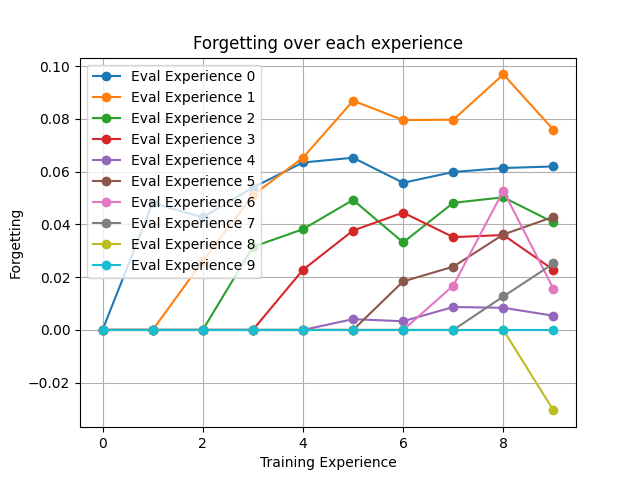 Forgetting over each experience
0.10
0.08
0.06
0.04
0.02
0.00
−0.02
Forgetting
Eval Experience 0
Eval Experience 1
Eval Experience 2
Eval Experience 3
Eval Experience 4
Eval Experience 5
Eval Experience 6
Eval Experience 7
Eval Experience 8
Eval Experience 9
0 2 4 6 8
Training Experience